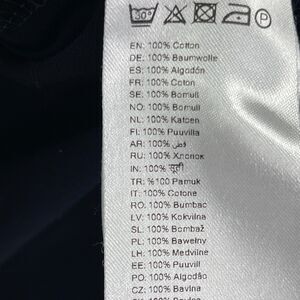 30°
P
EN: 100% Cotton
DE: 100% Baumwolle
ES: 100% Algodón
FR: 100% Coton
SE: 100% Bomull
NO: 100% Bomull
NL: 100% Katoen
FI: 100% Puuvilla
AR: 100% قطن
RU: 100% Хлопок
IN: 100% सूती
TR: %100 Pamuk
IT: 100% Cotone
RO: 100% Bumbac
LV: 100% Kokvilna
SL: 100% Bombaž
PL: 100% Bawełny
LH: 100% Medvilne
EE: 100% Puuvill
PO: 100% Algodão
CZ: 100% Bavlna